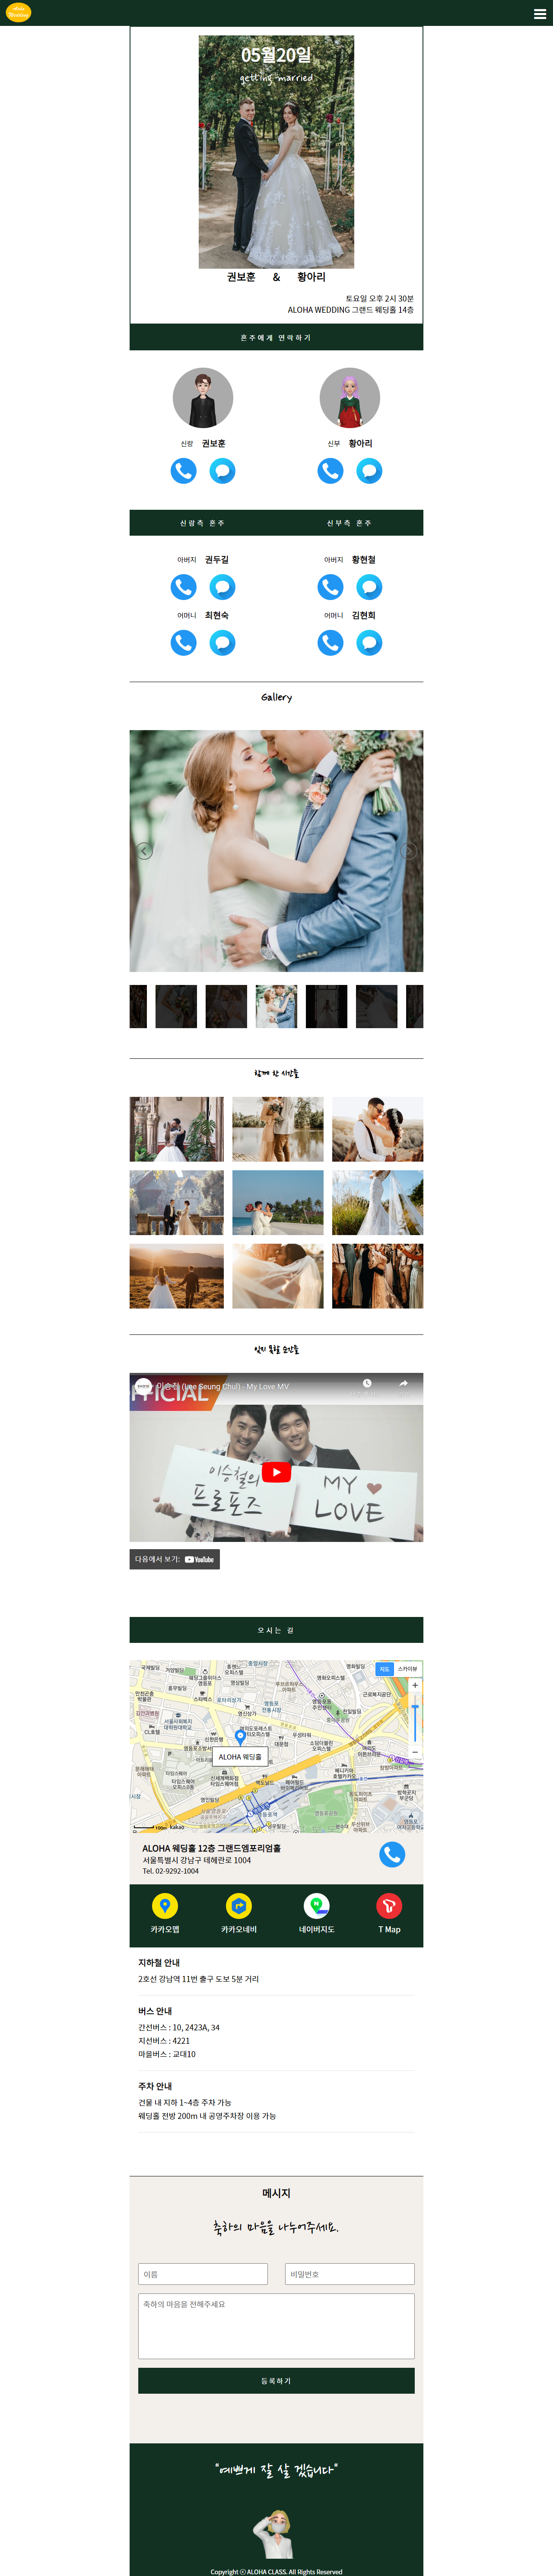 Aloha
Wedding
05월20일
getting married
권보훈 & 황아리
토요일 오후 2시 30분
ALOHA WEDDING 그랜드 웨딩홀 14층
혼주에게 연락하기
신랑 권보훈
신부 황아리
신랑측 혼주
신부측 혼주
아버지 권두길
아버지 황현철
어머니 최현숙
어머니 김현희
Gallery
함께 한 시간들
잊지 못할 순간들
이승철 (Lee Seung Chul) - My Love MV
FFICIAL
이승철의
프로포즈
MY
LOVE
다음에서 보기: YouTube
오시는 길
지도 스카이뷰
ALOHA 웨딩홀
100m kakao
ALOHA 웨딩홀 12층 그랜드엠포리엄홀
서울특별시 강남구 테헤란로 1004
Tel. 02-9292-1004
카카오맵
카카오네비
네이버지도
T Map
지하철 안내
2호선 강남역 11번 출구 도보 5분 거리
버스 안내
간선버스 : 10, 2423A, 34
지선버스 : 4221
마을버스 : 교대10
주차 안내
건물 내 지하 1~4층 주차 가능
웨딩홀 전방 200m 내 공영주차장 이용 가능
메시지
축하의 마음을 나누어주세요.
이름
비밀번호
축하의 마음을 전해주세요
등록하기
"예쁘게 잘 살 겠습니다"
Copyright ⓒ ALOHA CLASS. All Rights Reserved